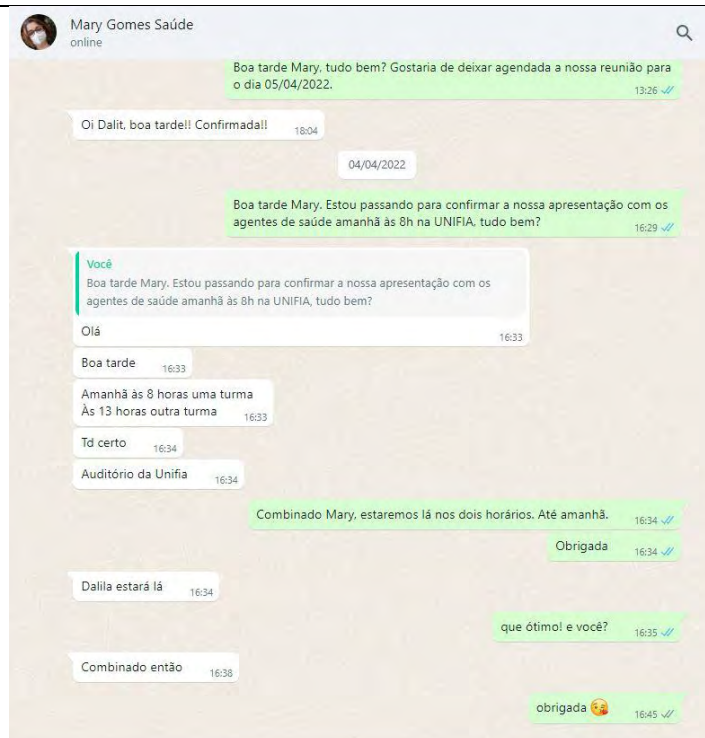 Mary Gomes Saúde
online
Boa tarde Mary, tudo bem? Gostaria de deixar agendada a nossa reunião para
o dia 05/04/2022.
13:26
Oi Dalit, boa tarde!! Confirmada!!
18:04
04/04/2022
Boa tarde Mary. Estou passando para confirmar a nossa apresentação com os
agentes de saúde amanhã às 8h na UNIFIA, tudo bem?
16:29
Você
Boa tarde Mary. Estou passando para confirmar a nossa apresentação com os
agentes de saúde amanhã às 8h na UNIFIA, tudo bem?
Olá
16:33
Boa tarde
16:33
Amanhã às 8 horas uma turma
Às 13 horas outra turma
16:33
Td certo
16:34
Auditório da Unifia
16:34
Combinado Mary, estaremos lá nos dois horários. Até amanhã.
16:34
Obrigada
16:34
Dalila estará lá
16:34
que ótimo! e você?
16:35
Combinado então
16:38
obrigada 😘
16:45